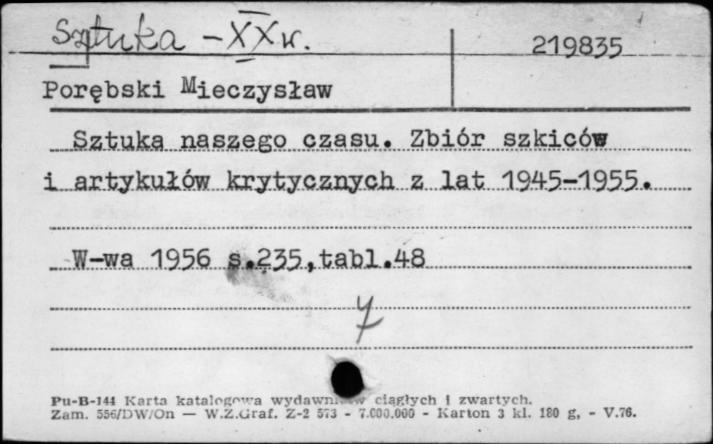 Sztuka – XX w. 219835
Porębski Mieczysław
Sztuka naszego czasu. Zbiór szkiców
i artykułów krytycznych z lat 1945-1955.
W-wa 1956 s.235,tabl.48
7
Pu-B-144 Karta katalogowa ciągłych i zwartych.
Zam. 556/DW/On — W.Z.Graf. Z-2 573 - 7.000.000 - Karton 3 kl. 180 g, - V.76.